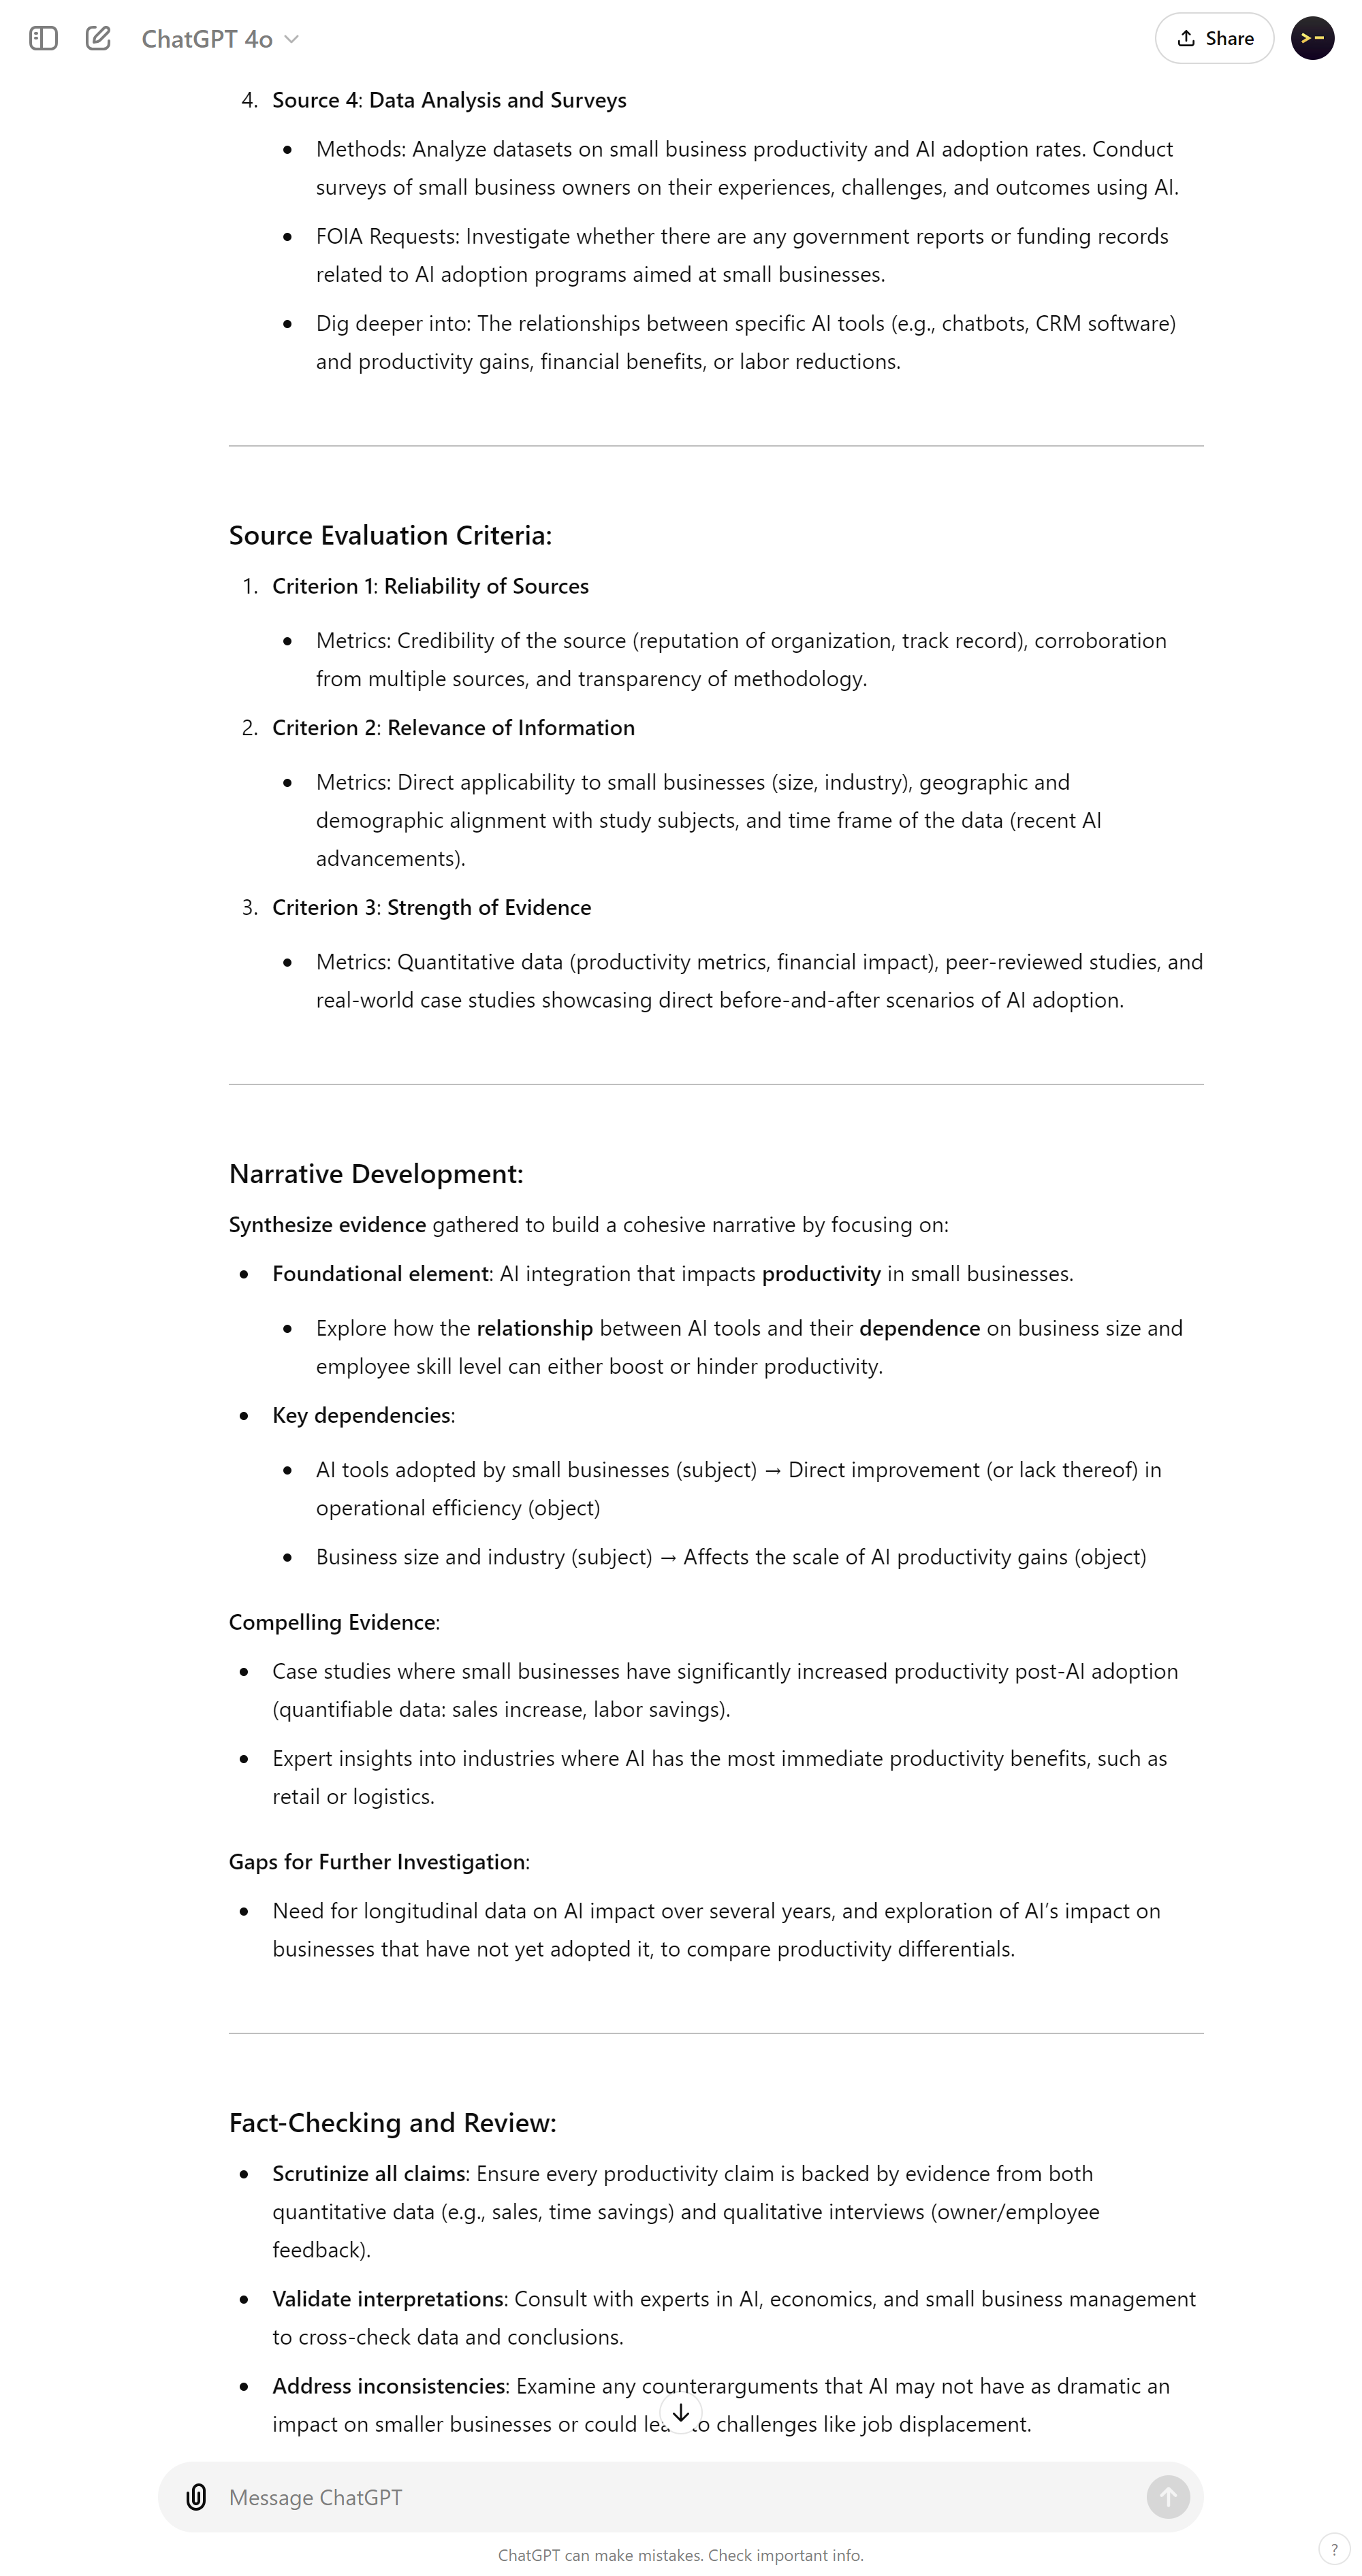 ChatGPT 4o
Share
4. Source 4: Data Analysis and Surveys
• Methods: Analyze datasets on small business productivity and AI adoption rates. Conduct
surveys of small business owners on their experiences, challenges, and outcomes using AI.
• FOIA Requests: Investigate whether there are any government reports or funding records
related to AI adoption programs aimed at small businesses.
• Dig deeper into: The relationships between specific AI tools (e.g., chatbots, CRM software)
and productivity gains, financial benefits, or labor reductions.
Source Evaluation Criteria:
1. Criterion 1: Reliability of Sources
• Metrics: Credibility of the source (reputation of organization, track record), corroboration
from multiple sources, and transparency of methodology.
2. Criterion 2: Relevance of Information
• Metrics: Direct applicability to small businesses (size, industry), geographic and
demographic alignment with study subjects, and time frame of the data (recent AI
advancements).
3. Criterion 3: Strength of Evidence
• Metrics: Quantitative data (productivity metrics, financial impact), peer-reviewed studies, and
real-world case studies showcasing direct before-and-after scenarios of AI adoption.
Narrative Development:
Synthesize evidence gathered to build a cohesive narrative by focusing on:
• Foundational element: AI integration that impacts productivity in small businesses.
• Explore how the relationship between AI tools and their dependence on business size and
employee skill level can either boost or hinder productivity.
• Key dependencies:
• AI tools adopted by small businesses (subject) → Direct improvement (or lack thereof) in
operational efficiency (object)
• Business size and industry (subject) → Affects the scale of AI productivity gains (object)
Compelling Evidence:
• Case studies where small businesses have significantly increased productivity post-AI adoption
(quantifiable data: sales increase, labor savings).
• Expert insights into industries where AI has the most immediate productivity benefits, such as
retail or logistics.
Gaps for Further Investigation:
• Need for longitudinal data on AI impact over several years, and exploration of AI’s impact on
businesses that have not yet adopted it, to compare productivity differentials.
Fact-Checking and Review:
• Scrutinize all claims: Ensure every productivity claim is backed by evidence from both
quantitative data (e.g., sales, time savings) and qualitative interviews (owner/employee
feedback).
• Validate interpretations: Consult with experts in AI, economics, and small business management
to cross-check data and conclusions.
• Address inconsistencies: Examine any counterarguments that AI may not have as dramatic an
impact on smaller businesses or could lead to challenges like job displacement.
Message ChatGPT
ChatGPT can make mistakes. Check important info.
?